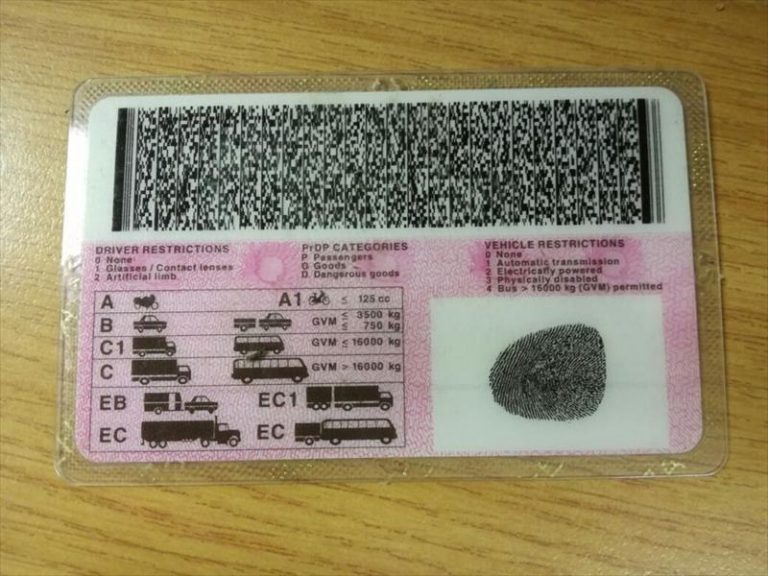 DRIVER RESTRICTIONS
0 None
1 Glasses / Contact lenses
2 Artificial limb
PrDP CATEGORIES
P Passengers
G Goods
D Dangerous goods
VEHICLE RESTRICTIONS
0 None
1 Automatic transmission
2 Electrically powered
3 Physically disabled
4 Bus > 16000 kg (GVM) permitted
A A1 ≤ 125 cc
B GVM ≤ 3500 kg
≤ 750 kg
C1 GVM ≤ 16000 kg
C GVM > 16000 kg
EB EC1
EC EC